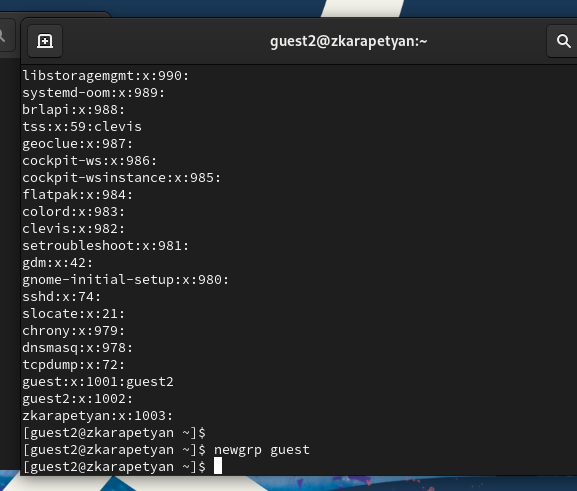 guest2@zkarapetyan:~
libstoragemgmt:x:990:
systemd-oom:x:989:
brlapi:x:988:
tss:x:59:clevis
geoclue:x:987:
cockpit-ws:x:986:
cockpit-wsinstance:x:985:
flatpak:x:984:
colord:x:983:
clevis:x:982:
setroubleshoot:x:981:
gdm:x:42:
gnome-initial-setup:x:980:
sshd:x:74:
slocate:x:21:
chrony:x:979:
dnsmasq:x:978:
tcpdump:x:72:
guest:x:1001:guest2
guest2:x:1002:
zkarapetyan:x:1003:
[guest2@zkarapetyan ~]$
[guest2@zkarapetyan ~]$ newgrp guest
[guest2@zkarapetyan ~]$